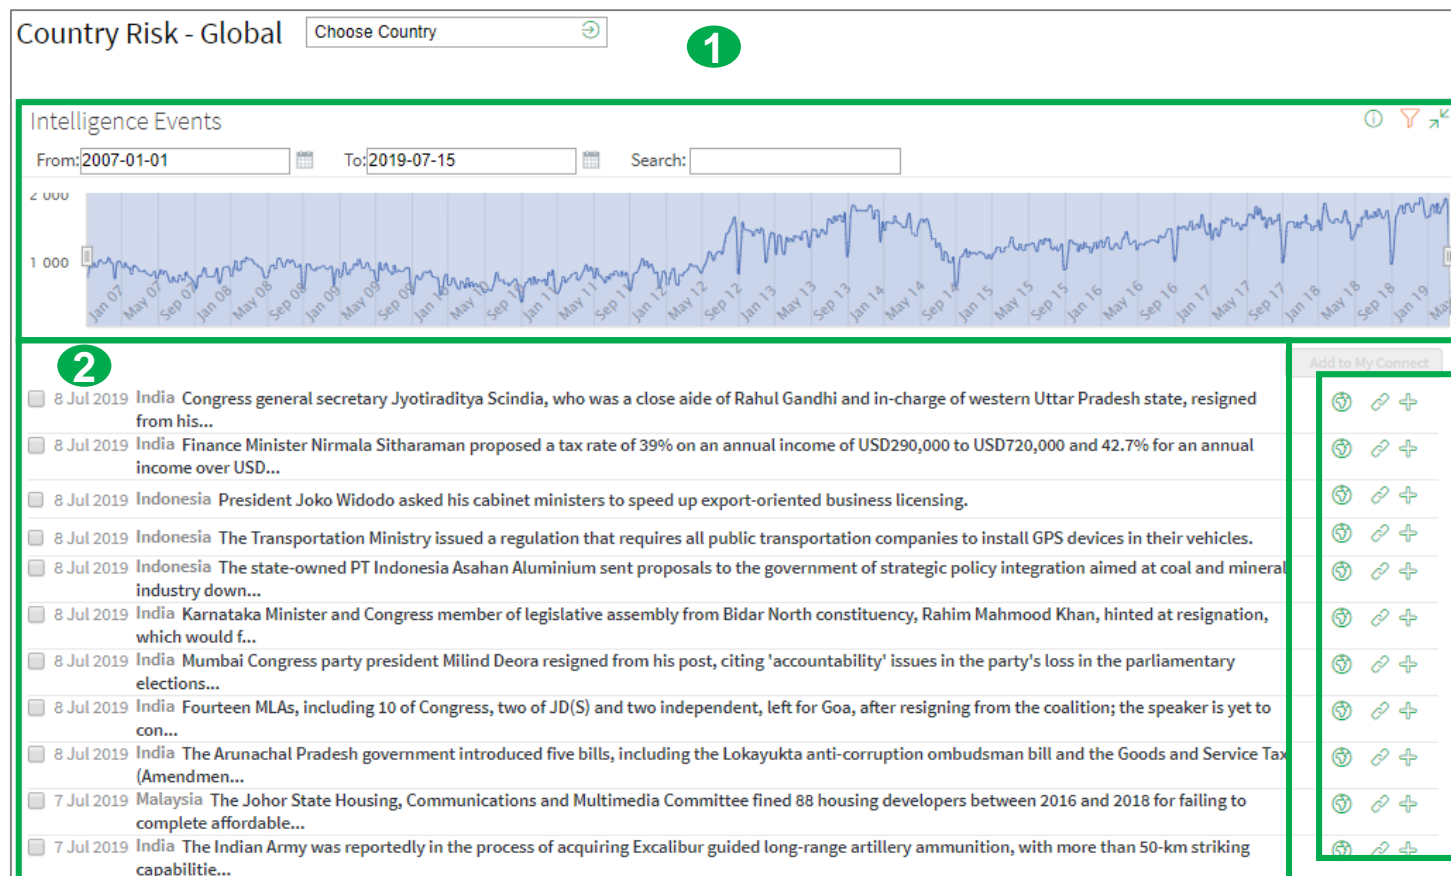 Country Risk - Global
Choose Country
1
Intelligence Events
From: 2007-01-01 To: 2019-07-15 Search:
2 000
1 000
Jan 07 May 07 Sep 07 Jan 08 May 08 Sep 08 Jan 09 May 09 Sep 09 Jan 10 May 10 Sep 10 Jan 11 May 11 Sep 11 Jan 12 May 12 Sep 12 Jan 13 May 13 Sep 13 Jan 14 May 14 Sep 14 Jan 15 May 15 Sep 15 Jan 16 May 16 Sep 16 Jan 17 May 17 Sep 17 Jan 18 May 18 Sep 18 Jan 19
2
Add to My Connect
8 Jul 2019 India Congress general secretary Jyotiraditya Scindia, who was a close aide of Rahul Gandhi and in-charge of western Uttar Pradesh state, resigned
from his...
8 Jul 2019 India Finance Minister Nirmala Sitharaman proposed a tax rate of 39% on an annual income of USD290,000 to USD720,000 and 42.7% for an annual
income over USD...
8 Jul 2019 Indonesia President Joko Widodo asked his cabinet ministers to speed up export-oriented business licensing.
8 Jul 2019 Indonesia The Transportation Ministry issued a regulation that requires all public transportation companies to install GPS devices in their vehicles.
8 Jul 2019 Indonesia The state-owned PT Indonesia Asahan Aluminium sent proposals to the government of strategic policy integration aimed at coal and mineral
industry down...
8 Jul 2019 India Karnataka Minister and Congress member of legislative assembly from Bidar North constituency, Rahim Mahmood Khan, hinted at resignation,
which would f...
8 Jul 2019 India Mumbai Congress party president Milind Deora resigned from his post, citing 'accountability' issues in the party's loss in the parliamentary
elections...
8 Jul 2019 India Fourteen MLAs, including 10 of Congress, two of JD(S) and two independent, left for Goa, after resigning from the coalition; the speaker is yet to
con...
8 Jul 2019 India The Arunachal Pradesh government introduced five bills, including the Lokayukta anti-corruption ombudsman bill and the Goods and Service Tax
(Amendmen...
7 Jul 2019 Malaysia The Johor State Housing, Communications and Multimedia Committee fined 88 housing developers between 2016 and 2018 for failing to
complete affordable...
7 Jul 2019 India The Indian Army was reportedly in the process of acquiring Excalibur guided long-range artillery ammunition, with more than 50-km striking
capabilitie...